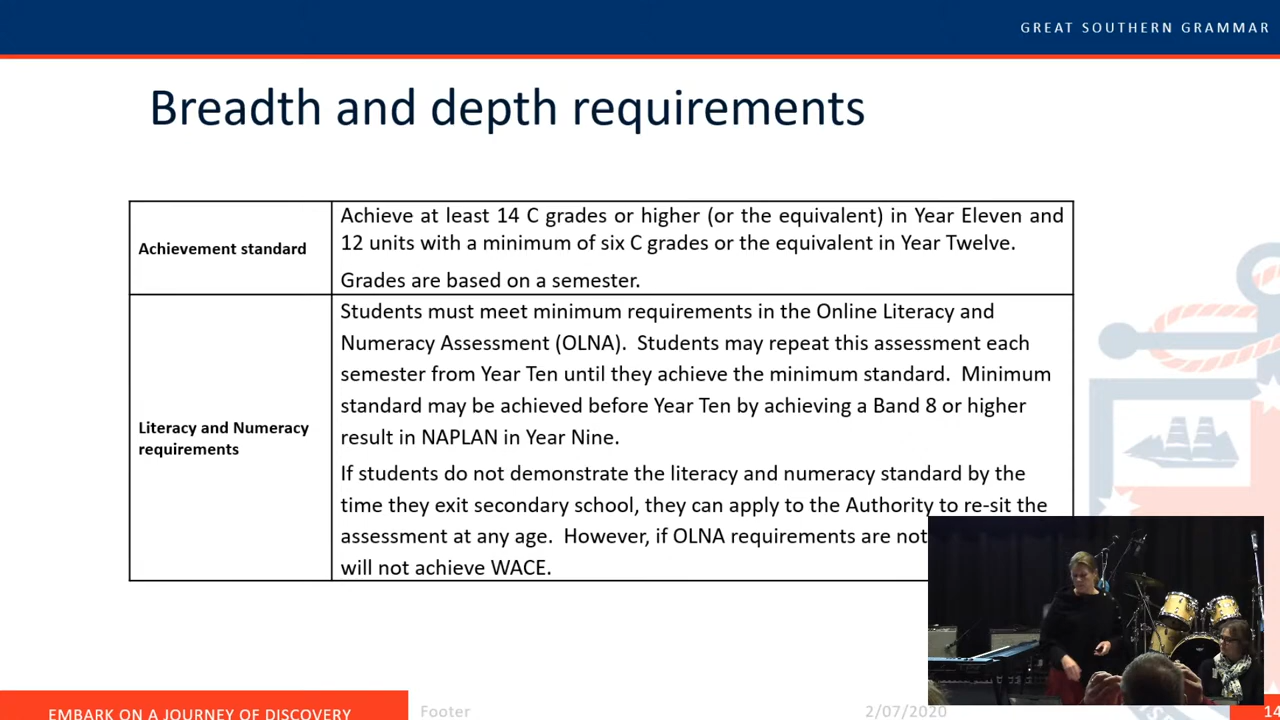 GREAT SOUTHERN GRAMMAR
Breadth and depth requirements
Achievement standard
Achieve at least 14 C grades or higher (or the equivalent) in Year Eleven and
12 units with a minimum of six C grades or the equivalent in Year Twelve.
Grades are based on a semester.
Literacy and Numeracy
requirements
Students must meet minimum requirements in the Online Literacy and
Numeracy Assessment (OLNA). Students may repeat this assessment each
semester from Year Ten until they achieve the minimum standard. Minimum
standard may be achieved before Year Ten by achieving a Band 8 or higher
result in NAPLAN in Year Nine.
If students do not demonstrate the literacy and numeracy standard by the
time they exit secondary school, they can apply to the Authority to re-sit the
assessment at any age. However, if OLNA requirements are not
will not achieve WACE.
EMBARK ON A JOURNEY OF DISCOVERY
Footer
2/07/2020
14